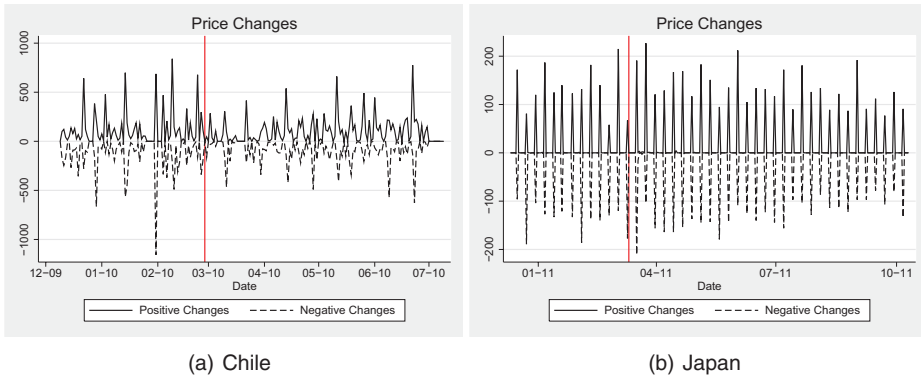 Price Changes
1000
500
0
−500
−1000
12−09 01−10 02−10 03−10 04−10 05−10 06−10 07−10
Date
Positive Changes Negative Changes
(a) Chile
Price Changes
200
100
0
−100
−200
01−11 04−11 07−11 10−11
Date
Positive Changes Negative Changes
(b) Japan